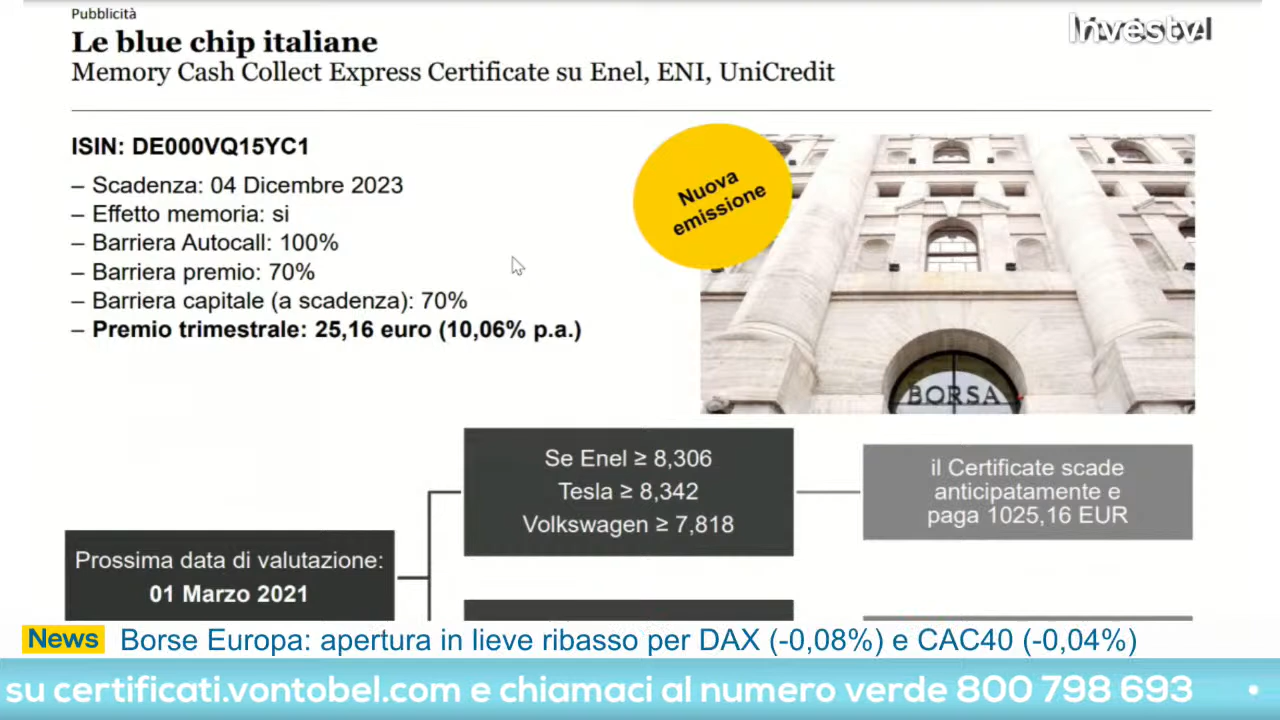 Pubblicità
Le blue chip italiane
Investv
Memory Cash Collect Express Certificate su Enel, ENI, UniCredit
ISIN: DE000VQ15YC1
– Scadenza: 04 Dicembre 2023
– Effetto memoria: si
– Barriera Autocall: 100%
– Barriera premio: 70%
– Barriera capitale (a scadenza): 70%
– Premio trimestrale: 25,16 euro (10,06% p.a.)
Nuova
emissione
BORSA
Se Enel ≥ 8,306
Tesla ≥ 8,342
Volkswagen ≥ 7,818
il Certificate scade
anticipatamente e
paga 1025,16 EUR
Prossima data di valutazione:
01 Marzo 2021
News Borse Europa: apertura in lieve ribasso per DAX (-0,08%) e CAC40 (-0,04%)
su certificati.vontobel.com e chiamaci al numero verde 800 798 693 •